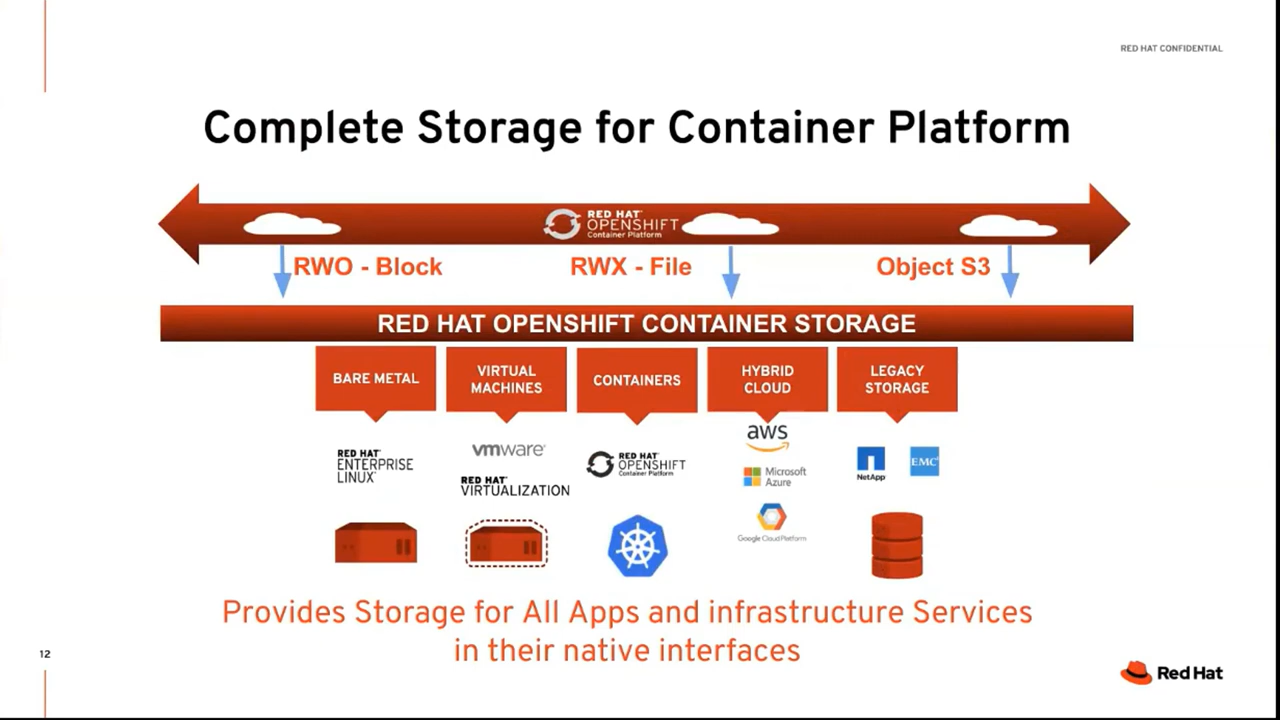 RED HAT CONFIDENTIAL
Complete Storage for Container Platform
RED HAT®
OPENSHIFT
Container Platform
RWO - Block
RWX - File
Object S3
RED HAT OPENSHIFT CONTAINER STORAGE
BARE METAL
VIRTUAL
MACHINES
CONTAINERS
HYBRID
CLOUD
LEGACY
STORAGE
RED HAT®
ENTERPRISE
LINUX®
vmware®
RED HAT®
VIRTUALIZATION
RED HAT®
OPENSHIFT
Container Platform
aws
Microsoft
Azure
Google Cloud Platform
NetApp
EMC²
Provides Storage for All Apps and infrastructure Services
in their native interfaces
12
Red Hat